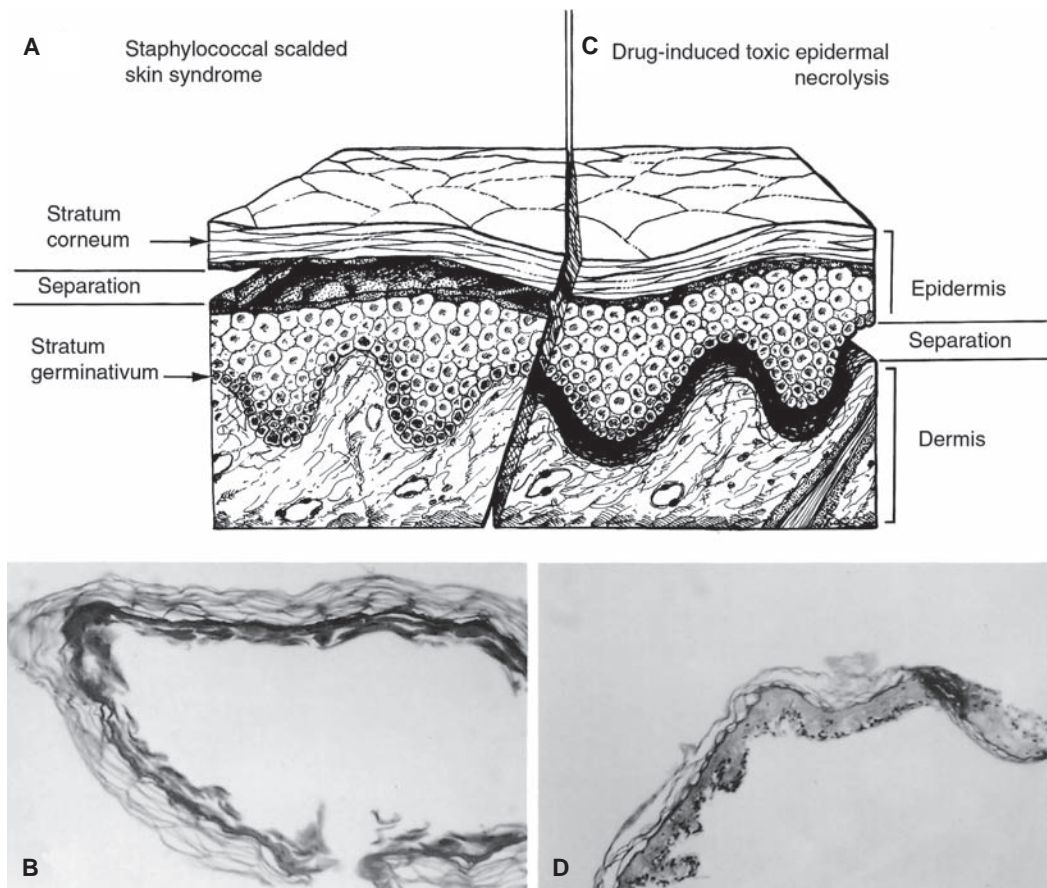 A
Staphylococcal scalded
skin syndrome
C
Drug-induced toxic epidermal
necrolysis
Stratum
corneum
Separation
Stratum
germinativum
Epidermis
Separation
Dermis
B
D